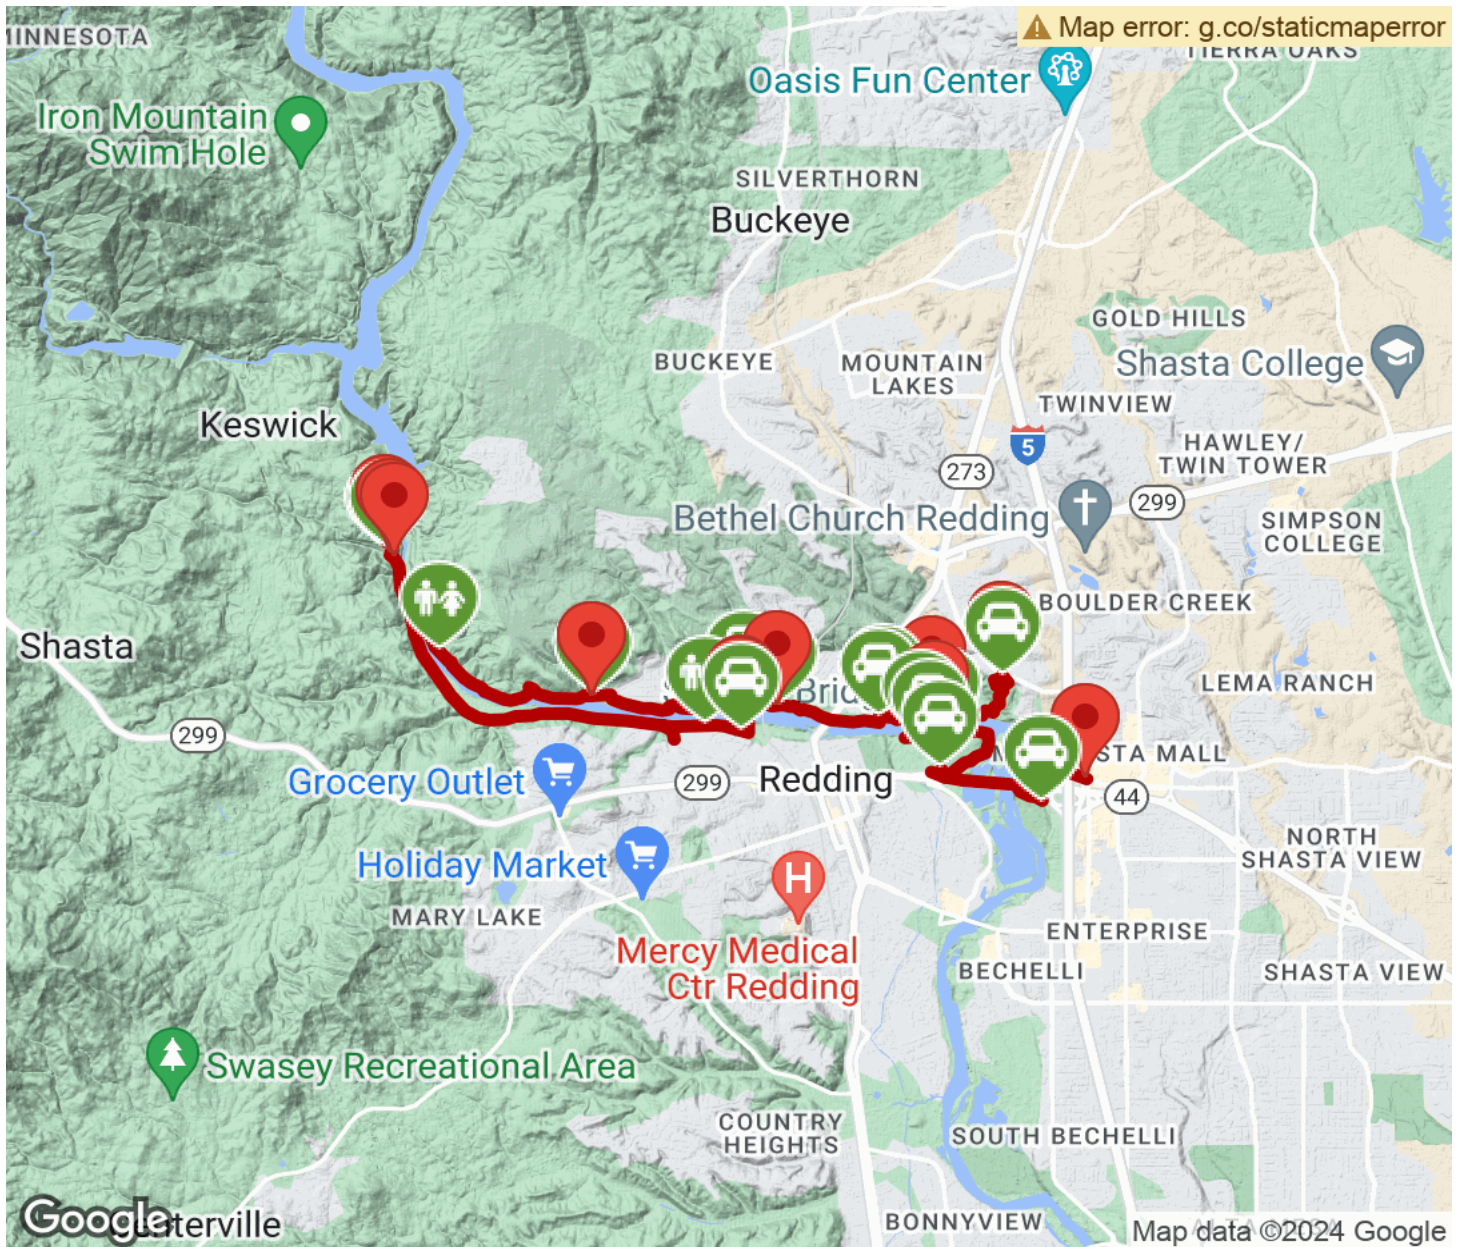 MINNESOTA
Map error: g.co/staticmaperror
TIERRA OAKS
Oasis Fun Center
Iron Mountain
Swim Hole
SILVERTHORN
Buckeye
GOLD HILLS
BUCKEYE
MOUNTAIN
LAKES
Shasta College
TWINVIEW
Keswick
5
HAWLEY/
TWIN TOWER
273
299
Bethel Church Redding
SIMPSON
COLLEGE
BOULDER CREEK
Shasta
LEMA RANCH
299
STA MALL
Grocery Outlet
299
Redding
44
NORTH
SHASTA VIEW
Holiday Market
H
MARY LAKE
Mercy Medical
Ctr Redding
ENTERPRISE
BECHELLI
SHASTA VIEW
Swasey Recreational Area
COUNTRY
HEIGHTS
SOUTH BECHELLI
Google
enterville
BONNYVIEW
Map data ©2024 Google